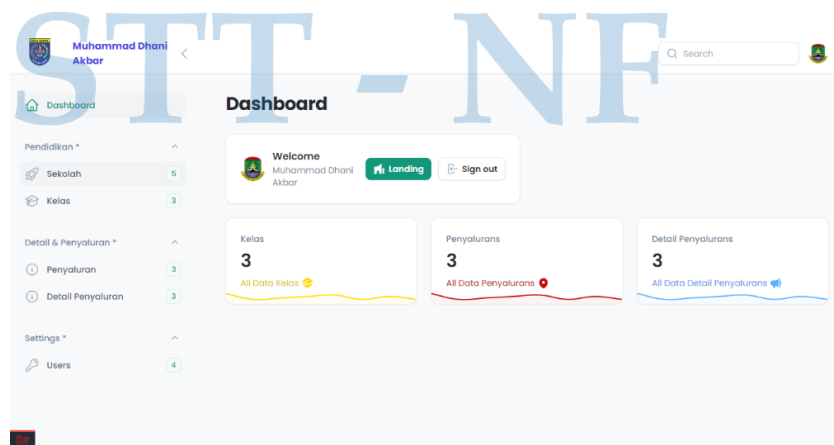 STT - NF
Muhammad Dhani
Akbar
Search
Dashboard
Pendidikan *
Sekolah 5
Kelas 3
Detail & Penyaluran *
Penyaluran 3
Detail Penyaluran 3
Settings *
Users 4
Dashboard
Welcome
Muhammad Dhani
Akbar
Landing
Sign out
Kelas
3
All Data Kelas
Penyalurans
3
All Data Penyalurans
Detail Penyalurans
3
All Data Detail Penyalurans